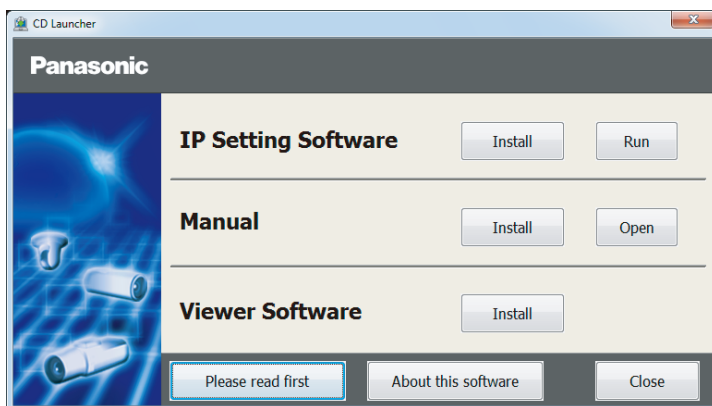 CD Launcher
Panasonic
IP Setting Software Install Run
Manual Install Open
Viewer Software Install
Please read first About this software Close